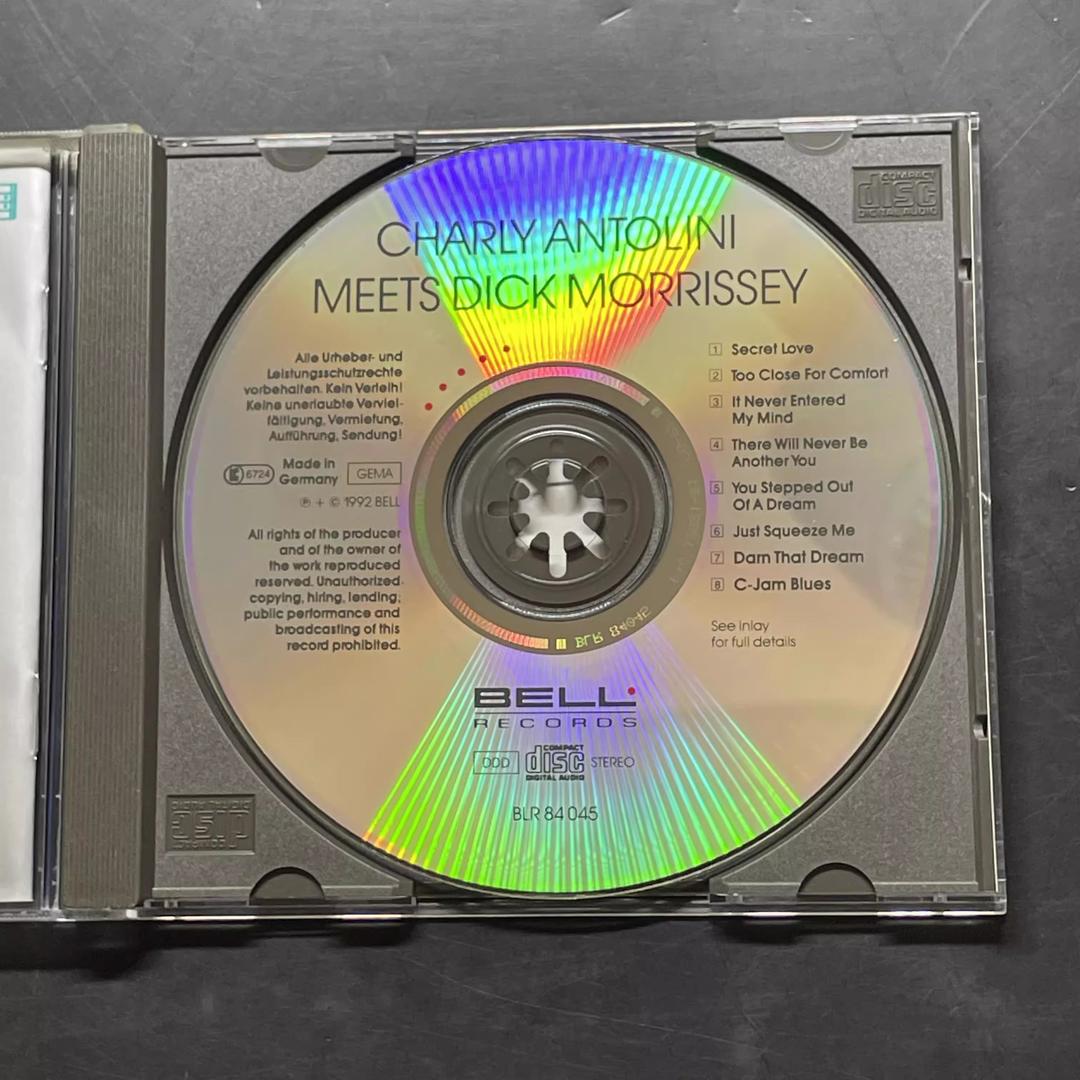 COMPACT
disc
DIGITAL AUDIO
CHARLY ANTOLINI
MEETS DICK MORRISSEY
Alle Urheber- und
Leistungsschutzrechte
vorbehalten. Kein Verleih!
Keine unerlaubte Verviel-
fältigung, Vermietung,
Aufführung, Sendung!
LC 6724
Made in
Germany
GEMA
℗ + © 1992 BELL
All rights of the producer
and of the owner of
the work reproduced
reserved. Unauthorized
copying, hiring, lending,
public performance and
broadcasting of this
record prohibited.
1 Secret Love
2 Too Close For Comfort
3 It Never Entered
My Mind
4 There Will Never Be
Another You
5 You Stepped Out
Of A Dream
6 Just Squeeze Me
7 Darn That Dream
8 C-Jam Blues
See inlay
for full details
BLR 84045
BELL
RECORDS
DDD
COMPACT
disc
DIGITAL AUDIO
STEREO
BLR 84 045